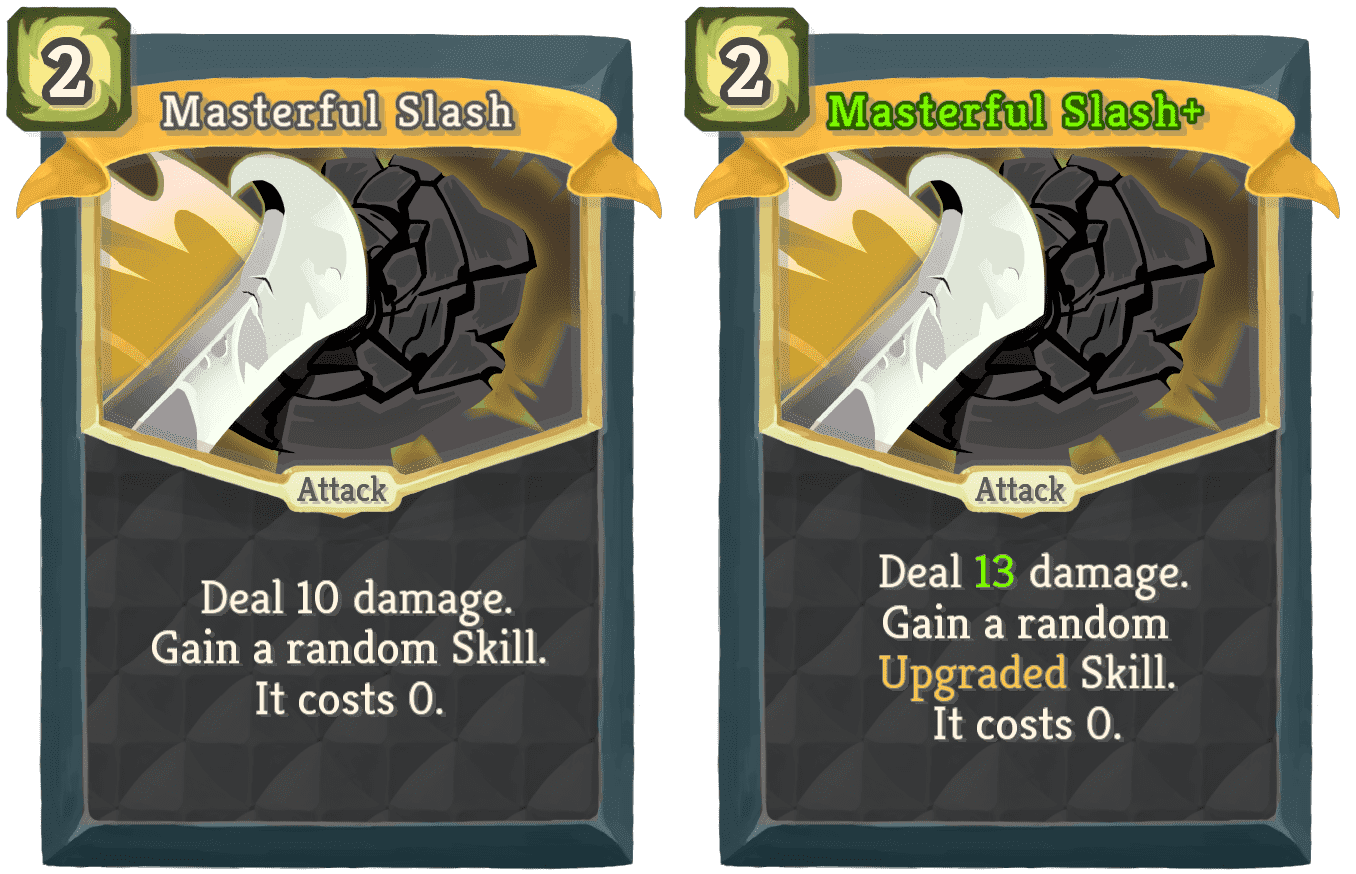 2
Masterful Slash
Attack
Deal 10 damage.
Gain a random Skill.
It costs 0.
2
Masterful Slash+
Attack
Deal 13 damage.
Gain a random
Upgraded Skill.
It costs 0.